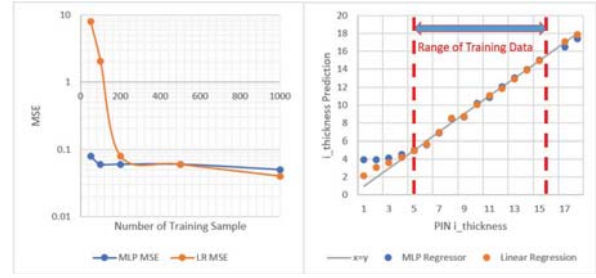 10
1
0
200
400
600
800
1000
0.1
0.01
MSE
Number of Training Sample
MLP MSE
LR MSE
20
18
16
14
12
10
8
6
4
2
0
i_thickness Prediction
Range of Training Data
1 3 5 7 9 11 13 15 17
PIN i_thickness
x=y
MLP Regressor
Linear Regression